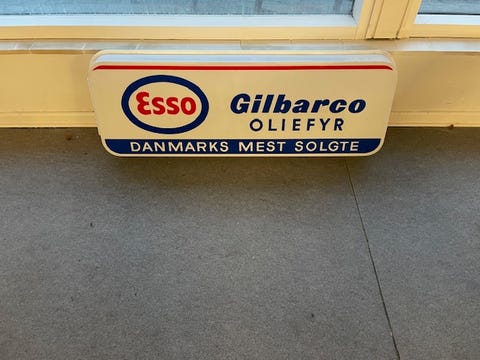 Esso
Gilbarco
OLIEFYR
DANMARKS MEST SOLGTE